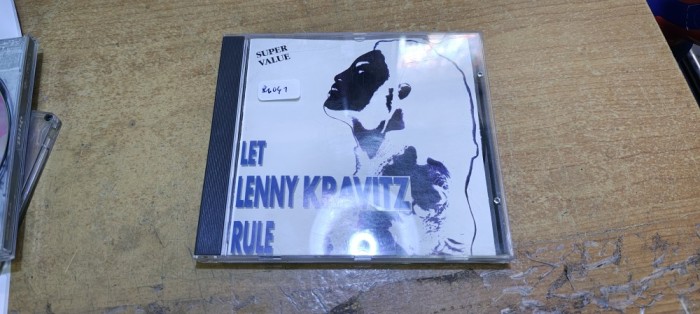 SUPER
VALUE
LET
LENNY KRAVITZ
RULE